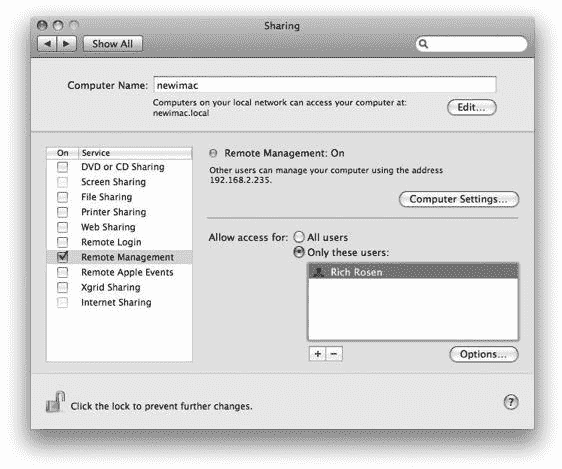 Sharing
Show All
Computer Name: newimac
Computers on your local network can access your computer at:
newimac.local
Edit...
On Service
DVD or CD Sharing
Screen Sharing
File Sharing
Printer Sharing
Web Sharing
Remote Login
Remote Management
Remote Apple Events
Xgrid Sharing
Internet Sharing
Remote Management: On
Other users can manage your computer using the address
192.168.2.235.
Computer Settings...
Allow access for: All users
Only these users:
Rich Rosen
+ −
Options...
Click the lock to prevent further changes.
?